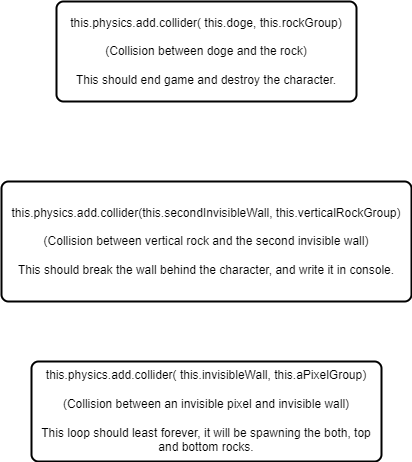 this.physics.add.collider( this.doge, this.rockGroup)
(Collision between doge and the rock)
This should end game and destroy the character.
this.physics.add.collider(this.secondInvisibleWall, this.verticalRockGroup)
(Collision between vertical rock and the second invisible wall)
This should break the wall behind the character, and write it in console.
this.physics.add.collider( this.invisibleWall, this.aPixelGroup)
(Collision between an invisible pixel and invisible wall)
This loop should least forever, it will be spawning the both, top
and bottom rocks.